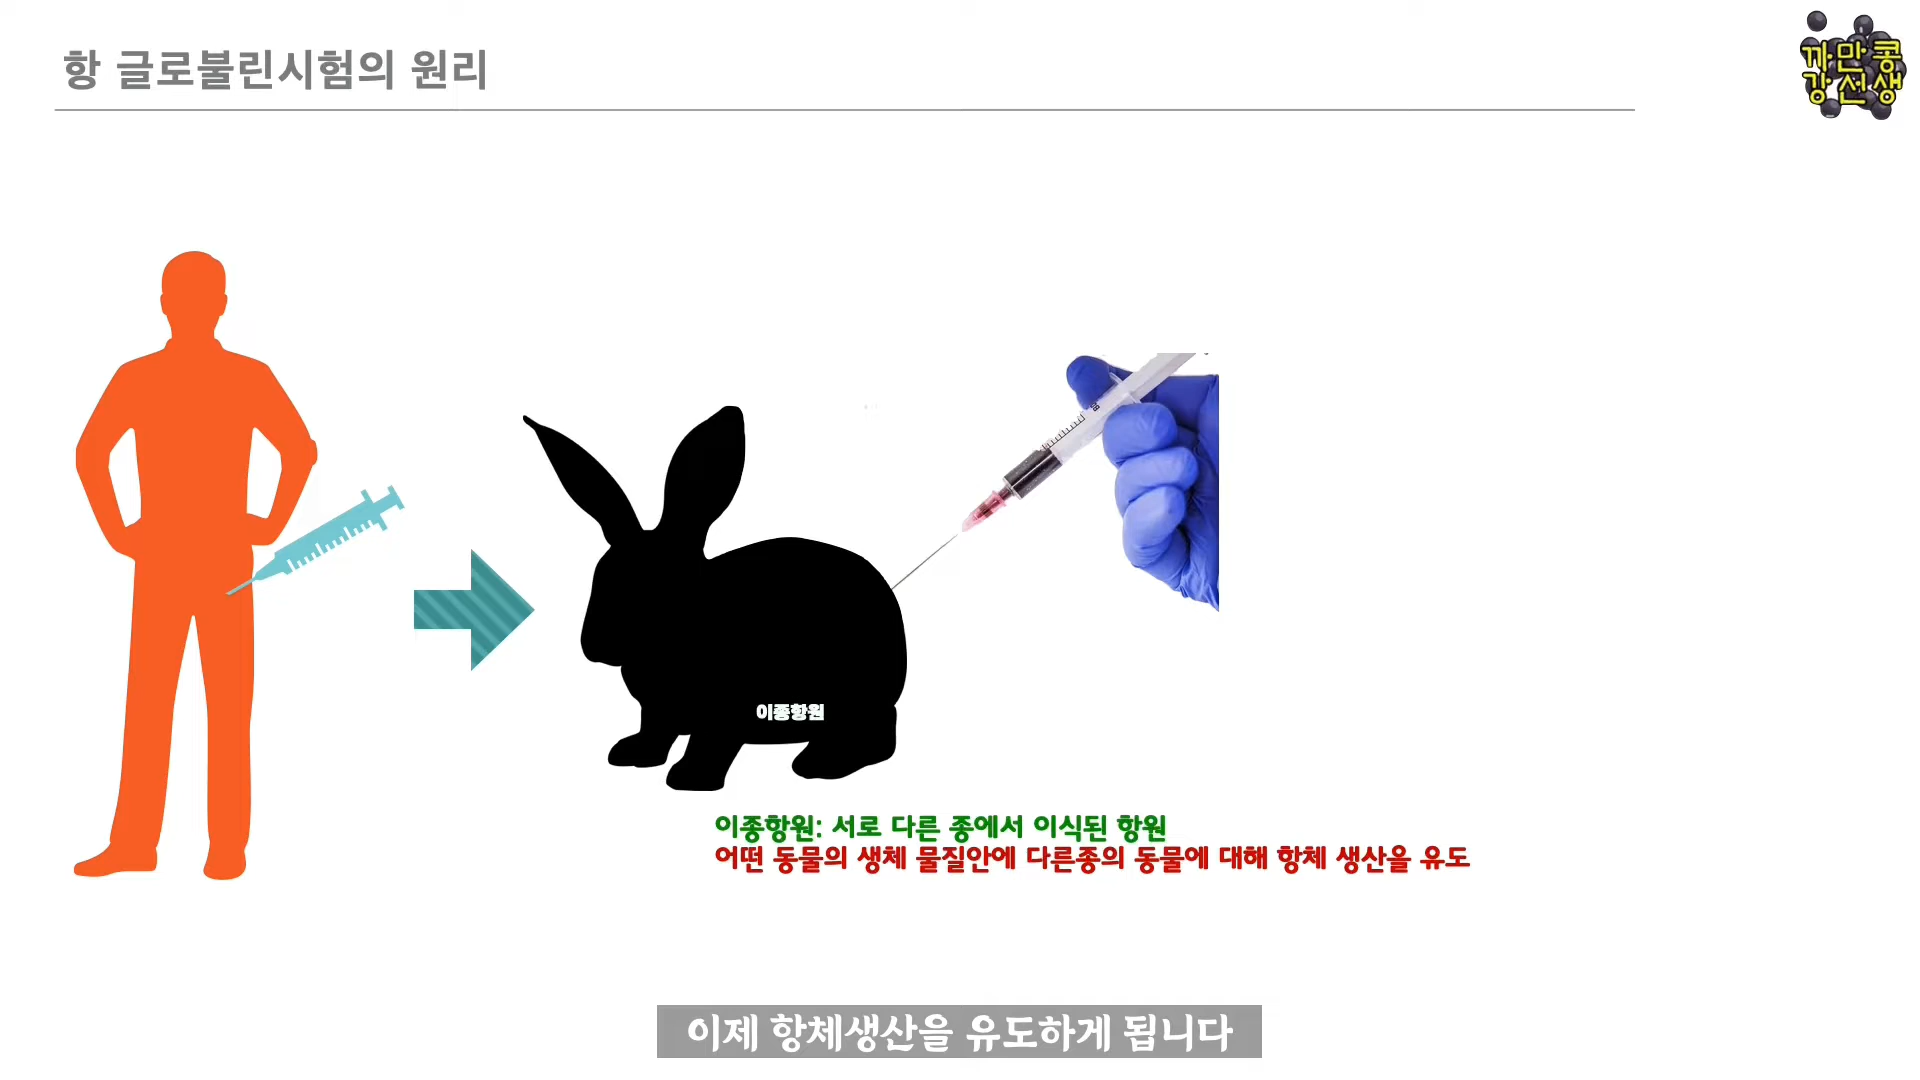 항 글로불린시험의 원리
까만콩
강선생
이종항원
이종항원: 서로 다른 종에서 이식된 항원
어떤 동물의 생체 물질안에 다른종의 동물에 대해 항체 생산을 유도
이제 항체생산을 유도하게 됩니다